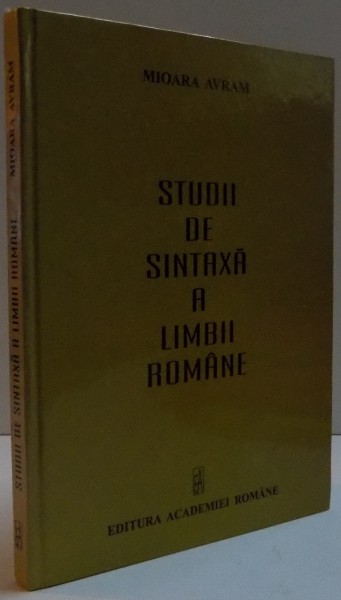 MIOARA AVRAM
STUDII
DE
SINTAXĂ
A
LIMBII
ROMÂNE
EDITURA ACADEMIEI ROMÂNE
STUDII DE SINTAXĂ A LIMBII ROMÂNE MIOARA AVRAM